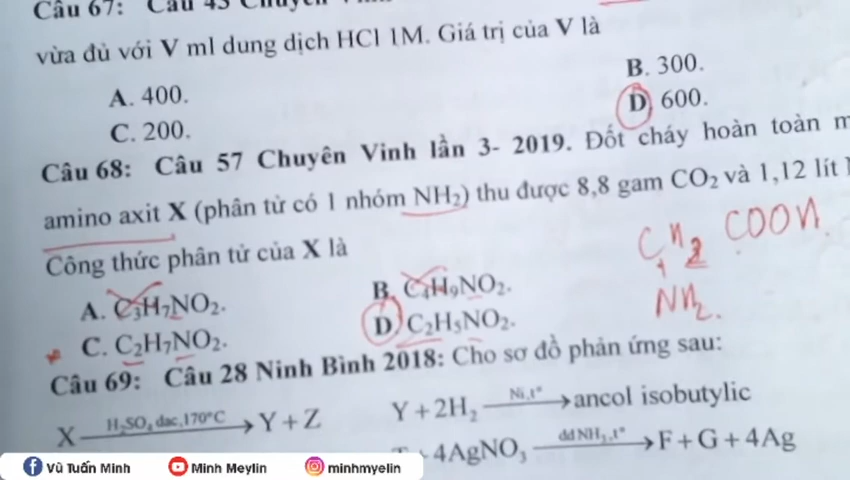 Câu 67: Câu 43 Chuyên
vừa đủ với V ml dung dịch HCl 1M. Giá trị của V là
A. 400.
B. 300.
C. 200.
D. 600.
Câu 68: Câu 57 Chuyên Vinh lần 3- 2019. Đốt cháy hoàn toàn m
amino axit X (phân tử có 1 nhóm NH₂) thu được 8,8 gam CO₂ và 1,12 lít
Công thức phân tử của X là
CH₂ COOH
NH₂.
A. C₃H₇NO₂.
B. C₄H₉NO₂.
C. C₂H₇NO₂.
D. C₂H₅NO₂.
Câu 69: Câu 28 Ninh Bình 2018: Cho sơ đồ phản ứng sau:
X H₂SO₄ đac,170°C → Y + Z
Y + 2H₂ Ni,t° → ancol isobutylic
+ 4AgNO₃ dd NH₃,t° → F + G + 4Ag
Vũ Tuấn Minh
Minh Meylin
minhmyelin